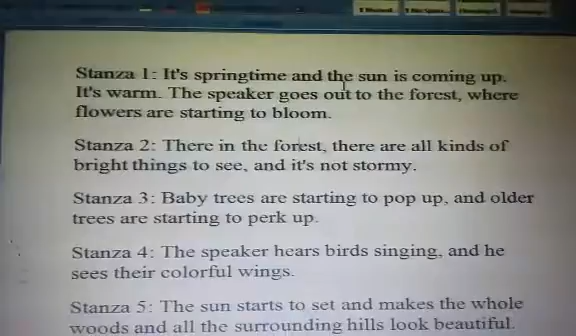 Stanza 1: It's springtime and the sun is coming up.
It's warm. The speaker goes out to the forest, where
flowers are starting to bloom.
Stanza 2: There in the forest, there are all kinds of
bright things to see, and it's not stormy.
Stanza 3: Baby trees are starting to pop up, and older
trees are starting to perk up.
Stanza 4: The speaker hears birds singing, and he
sees their colorful wings.
Stanza 5: The sun starts to set and makes the whole
woods and all the surrounding hills look beautiful.